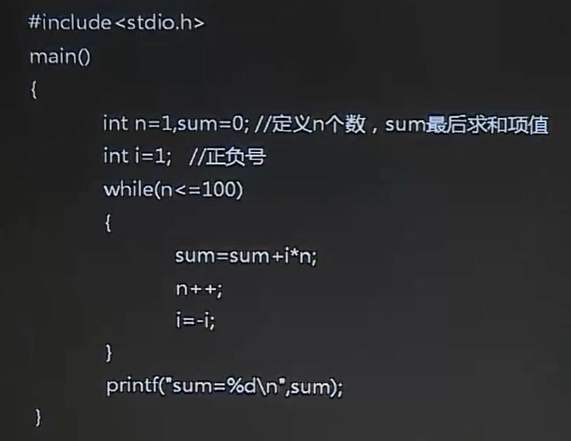 #include<stdio.h>
main()
{
int n=1,sum=0; //定义n个数，sum最后求和项值
int i=1; //正负号
while(n<=100)
{
sum=sum+i*n;
n++;
i=-i;
}
printf("sum=%d\n",sum);
}